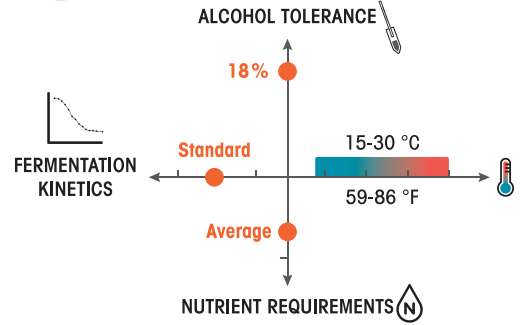 ALCOHOL TOLERANCE
18%
Standard
15-30 °C
FERMENTATION
KINETICS
59-86 °F
Average
NUTRIENT REQUIREMENTS
N